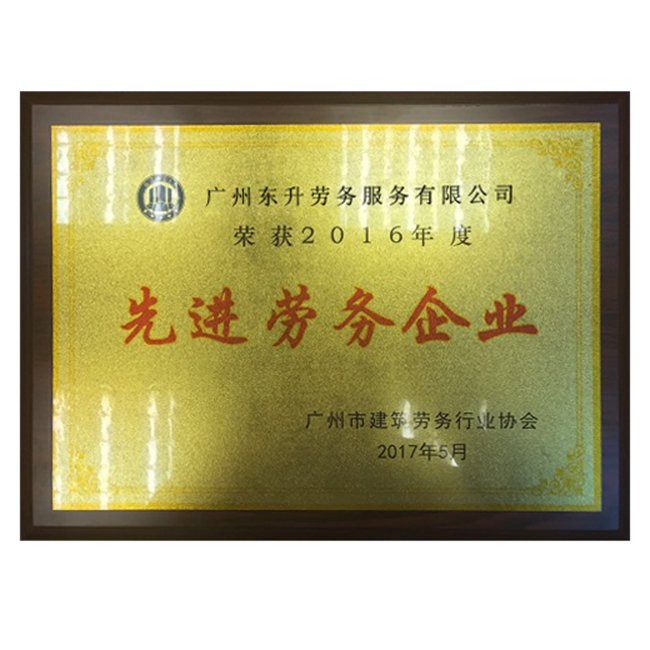 广州东升劳务服务有限公司
荣获2016年度
先进劳务企业
广州市建筑劳务行业协会
2017年5月